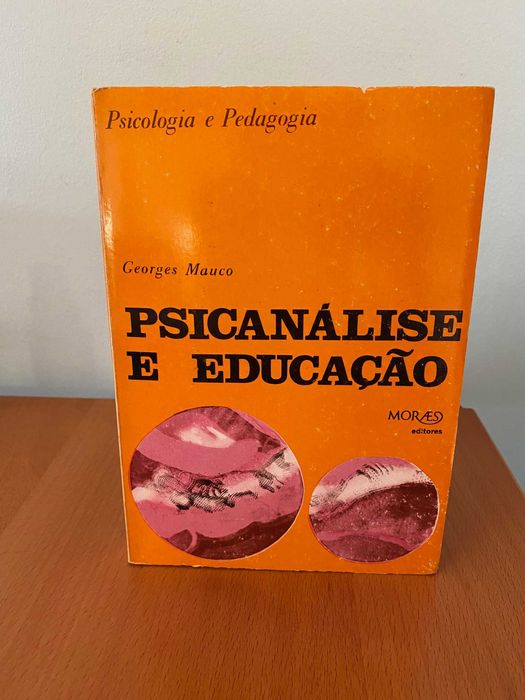 Psicologia e Pedagogia
Georges Mauco
PSICANÁLISE
E EDUCAÇÃO
MORÆS
editores